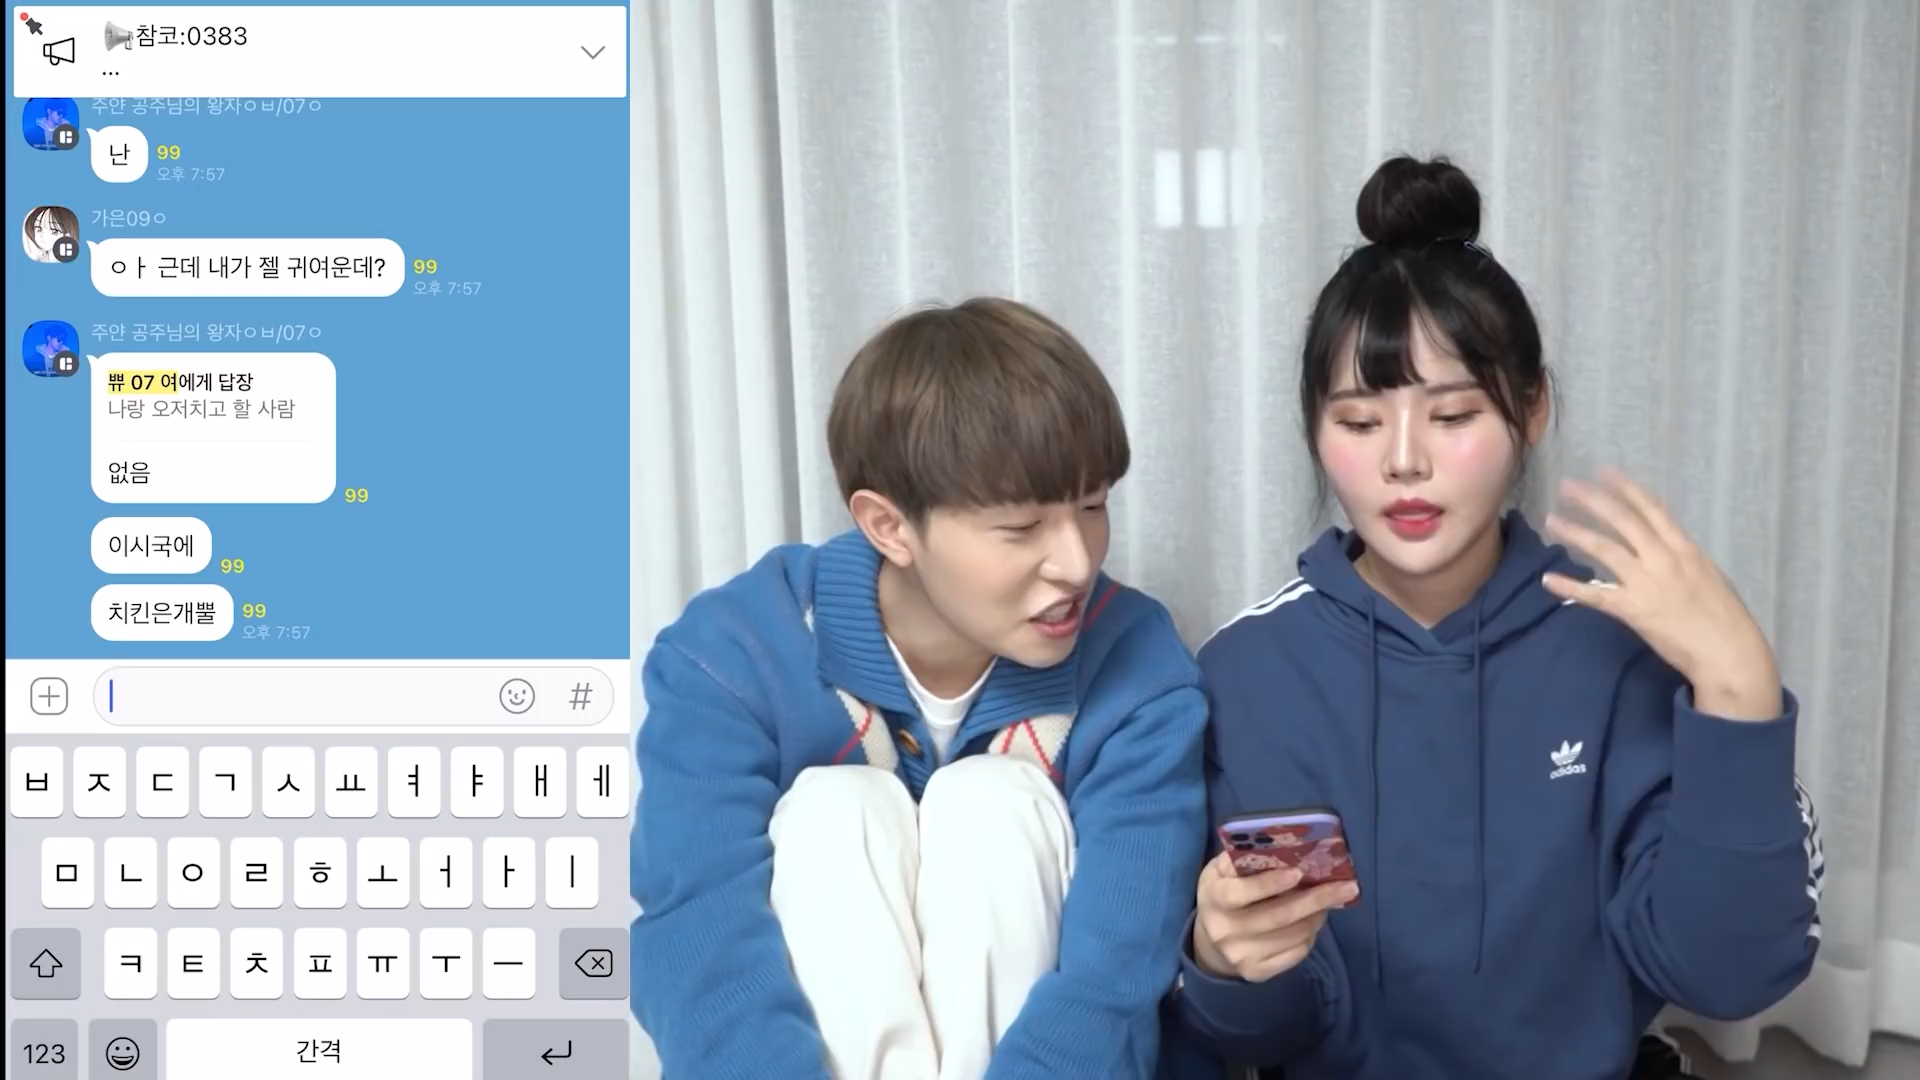 참코:0383
...
주얀 공주님의 왕자ㅇㅂ/07ㅇ
난
99
오후 7:57
가은09ㅇ
ㅇㅏ 근데 내가 젤 귀여운데?
99
오후 7:57
주얀 공주님의 왕자ㅇㅂ/07ㅇ
쀼 07 여에게 답장
나랑 오저치고 할 사람
없음
99
이시국에
99
치킨은개뿔
99
오후 7:57
#
ㅂ ㅈ ㄷ ㄱ ㅅ ㅛ ㅕ ㅑ ㅐ ㅔ
ㅁ ㄴ ㅇ ㄹ ㅎ ㅗ ㅓ ㅏ ㅣ
ㅋ ㅌ ㅊ ㅍ ㅠ ㅜ ㅡ
123 간격
adidas